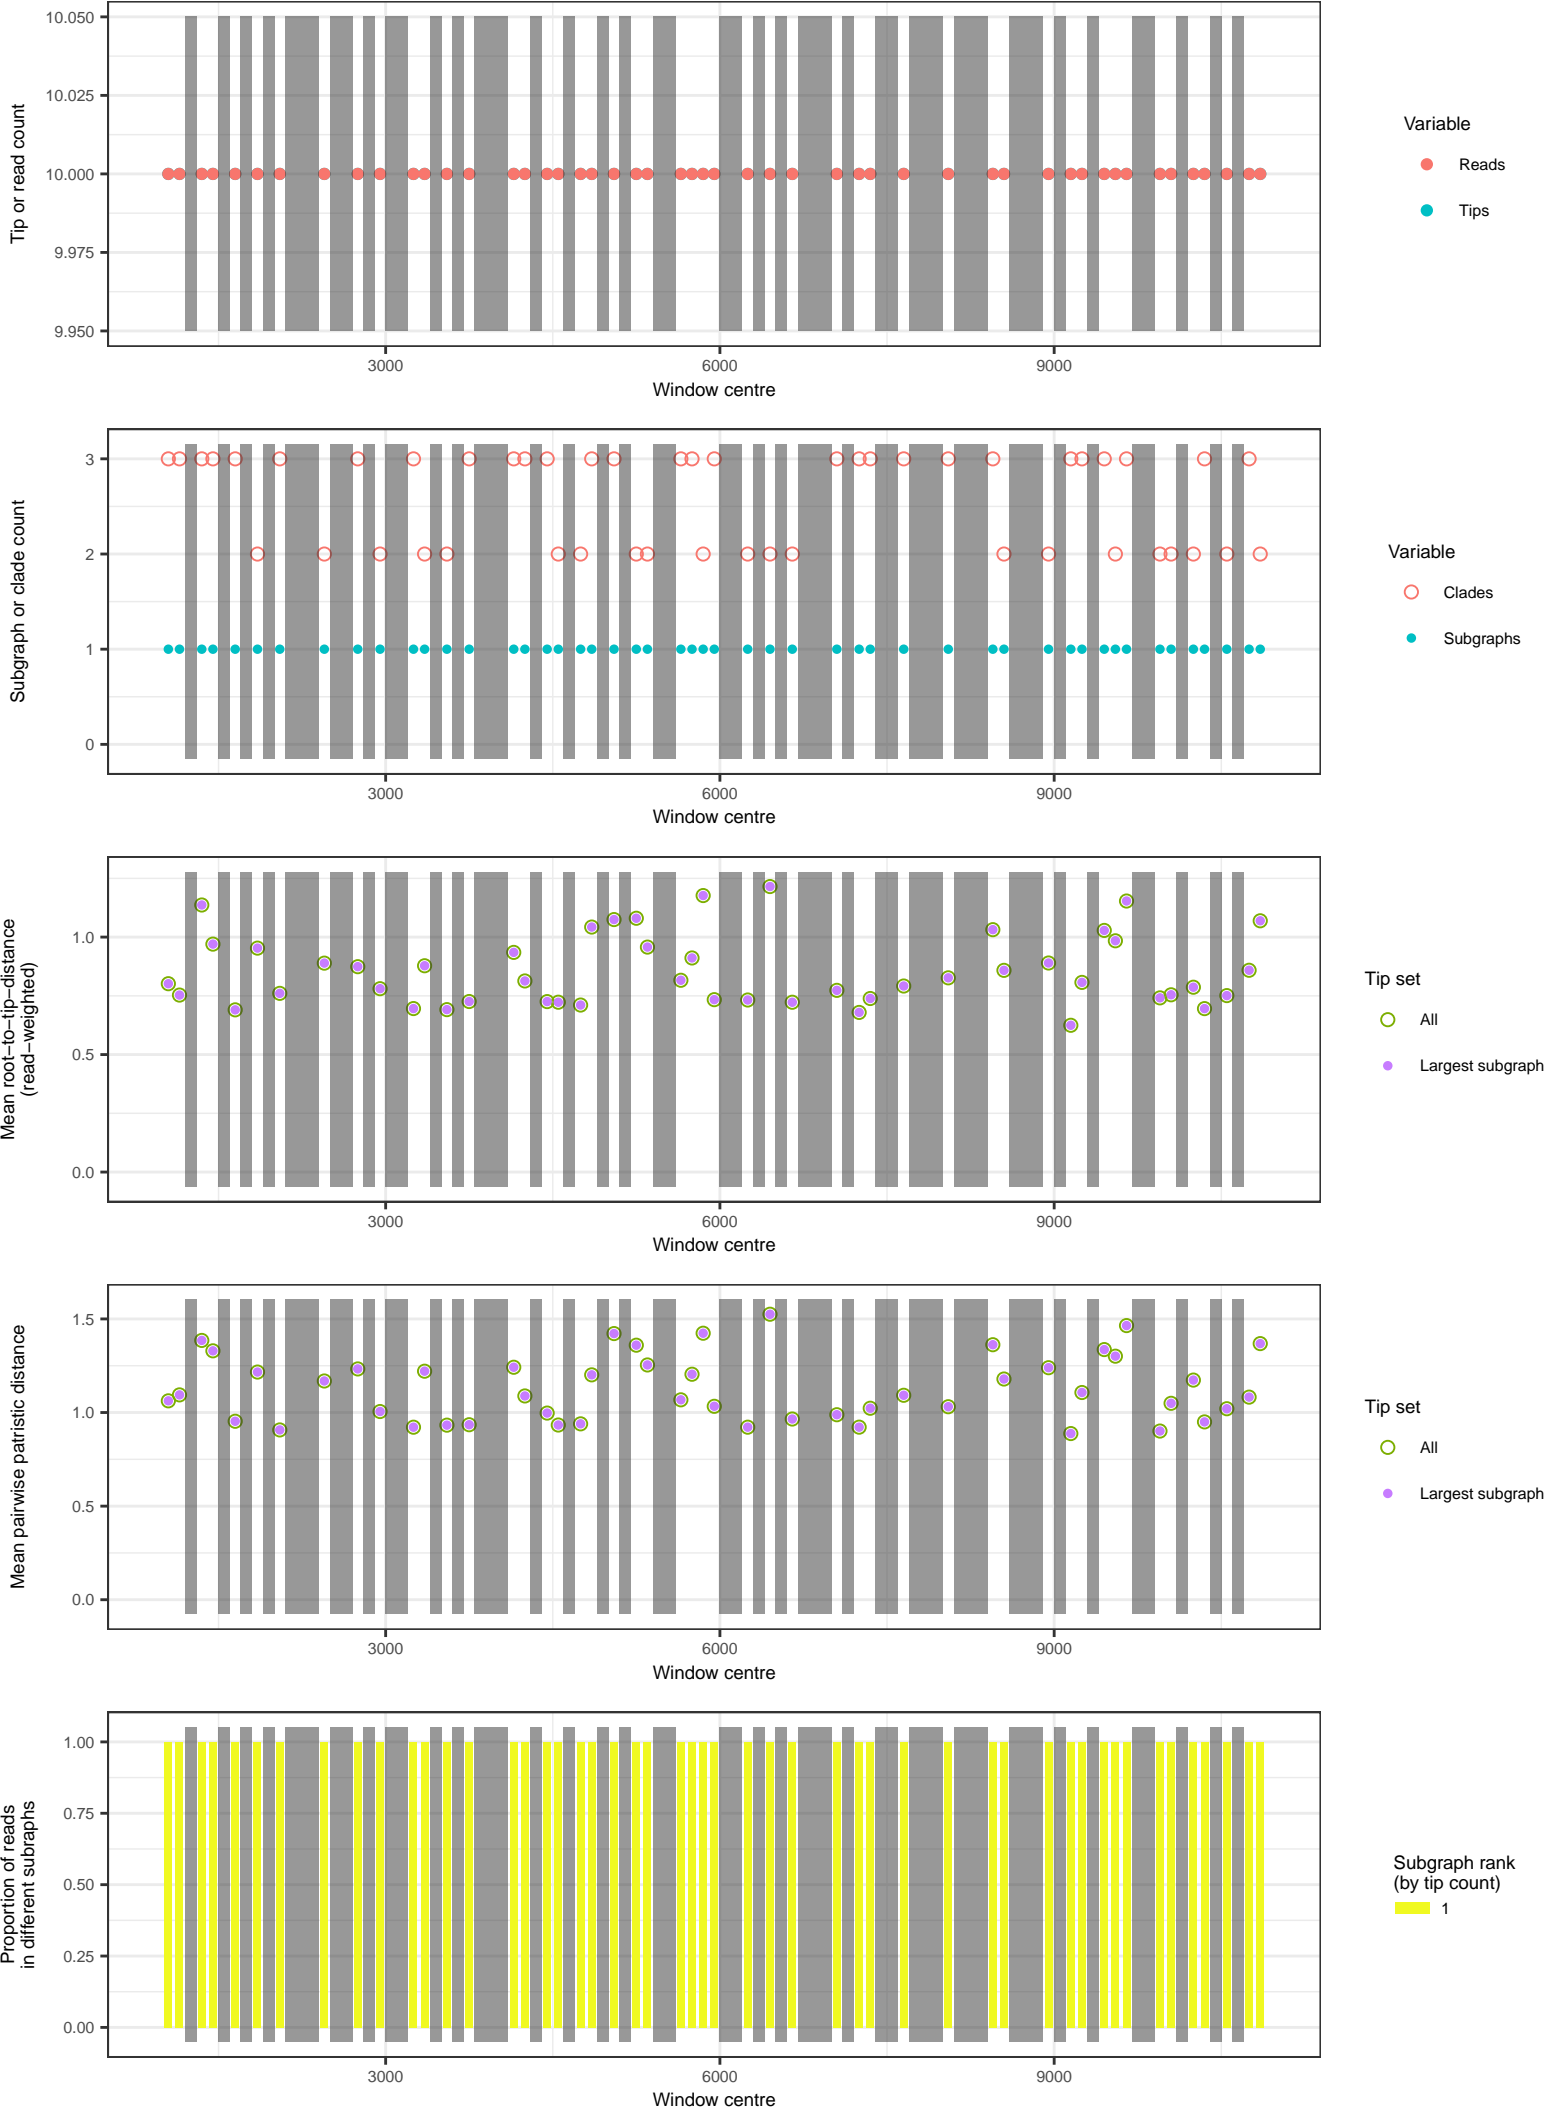 10.050
10.025
10.000
9.975
9.950
Tip or read count
3000
6000
9000
Window centre
Variable
Reads
Tips
3
2
1
0
Subgraph or clade count
3000
6000
9000
Window centre
Variable
Clades
Subgraphs
1.0
0.5
0.0
Mean root−to−tip−distance
(read−weighted)
3000
6000
9000
Window centre
Tip set
All
Largest subgraph
1.5
1.0
0.5
0.0
Mean pairwise patristic distance
3000
6000
9000
Window centre
Tip set
All
Largest subgraph
1.00
0.75
0.50
0.25
0.00
Proportion of reads
in different subraphs
3000
6000
9000
Window centre
Subgraph rank
(by tip count)
1